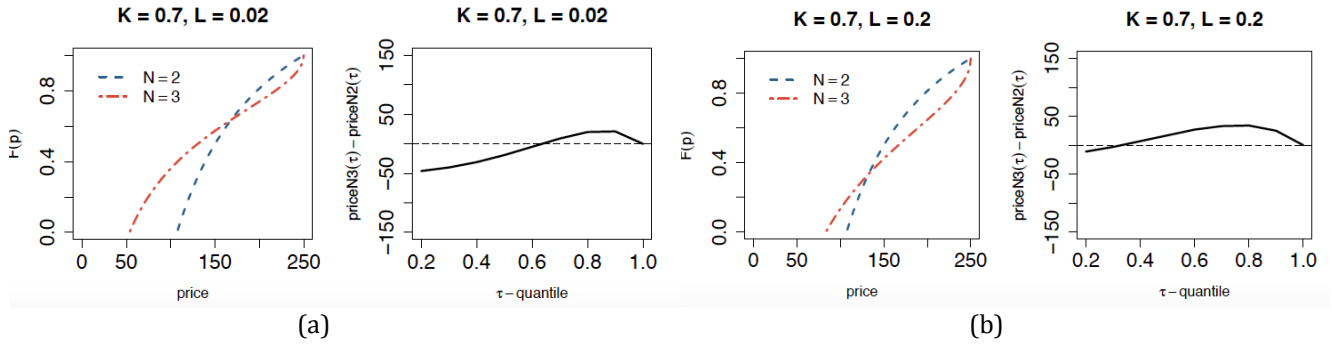 K = 0.7, L = 0.02
F(p)
0.0 0.4 0.8
N = 2
N = 3
0 50 150 250
price
K = 0.7, L = 0.02
priceN3(τ) − priceN2(τ)
−150 −50 0 50 150
0.2 0.4 0.6 0.8 1.0
τ − quantile
(a)
K = 0.7, L = 0.2
F(p)
0.0 0.4 0.8
N = 2
N = 3
0 50 150 250
price
K = 0.7, L = 0.2
priceN3(τ) − priceN2(τ)
−150 −50 0 50 150
0.2 0.4 0.6 0.8 1.0
τ − quantile
(b)